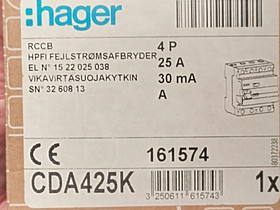 :hager
RCCB 4 P
HPFI FEJLSTRØMSAFBRYDER 25 A
EL N° 15 22 025 038 30 mA
VIKAVIRTASUOJAKYTKIN A
SN° 32 608 13
CE 161574
CDA425K
3 250611 615743
1x